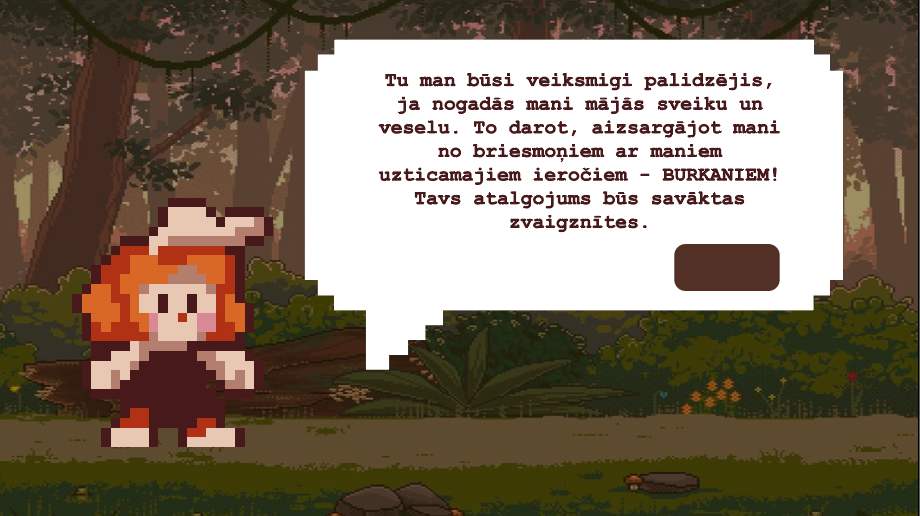 Tu man būsi veiksmigi palidzējis,
ja nogadās mani mājās sveiku un
veselu. To darot, aizsargājot mani
no briesmoņiem ar maniem
uzticamajiem ieročiem - BURKANIEM!
Tavs atalgojums būs savāktas
zvaigznītes.